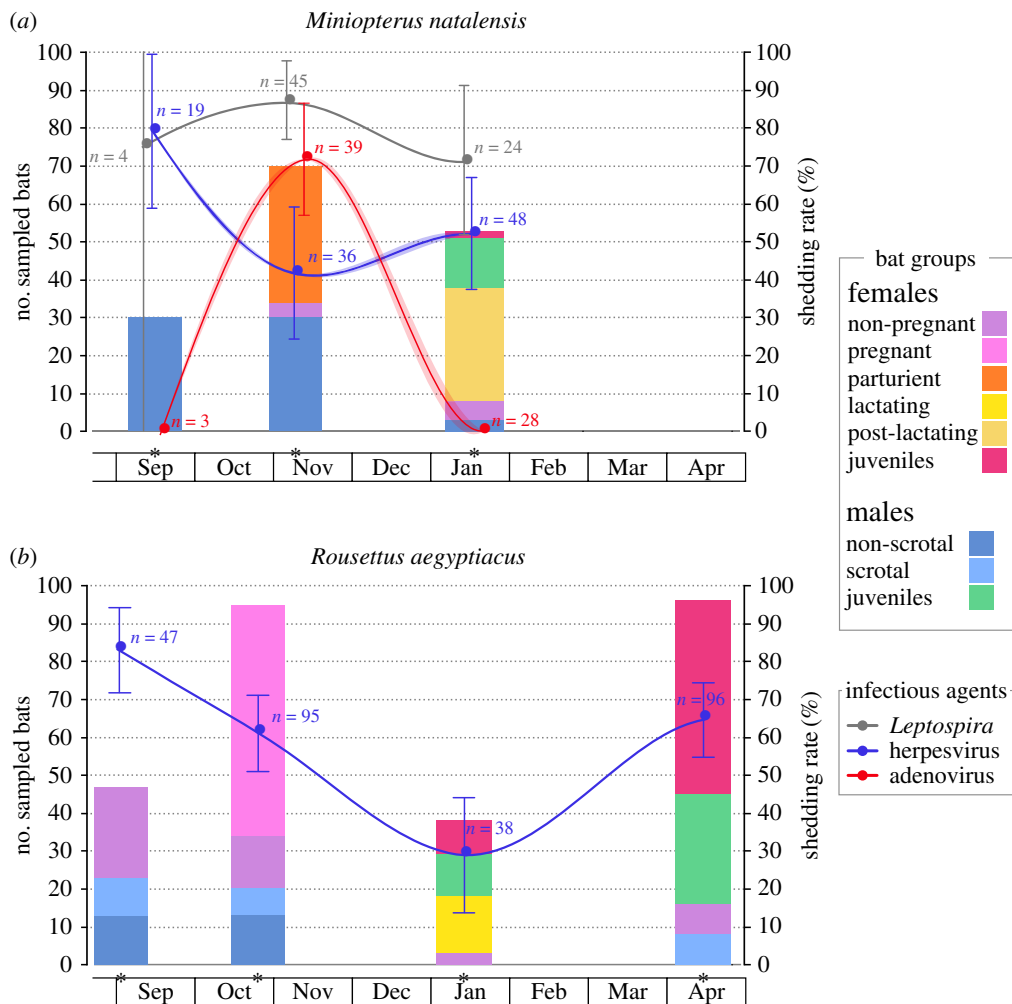 (a) Miniopterus natalensis
100 100
90 90
80 80
70 70
60 60
50 50
40 40
30 30
20 20
10 10
0 0
no. sampled bats
shedding rate (%)
n = 45
n = 19
n = 4
n = 39
n = 24
n = 48
n = 36
n = 3
n = 28
* * *
Sep Oct Nov Dec Jan Feb Mar Apr
(b) Rousettus aegyptiacus
100 100
90 90
80 80
70 70
60 60
50 50
40 40
30 30
20 20
10 10
0 0
no. sampled bats
shedding rate (%)
n = 47
n = 95
n = 38
n = 96
* * * *
Sep Oct Nov Dec Jan Feb Mar Apr
bat groups
females
non-pregnant
pregnant
parturient
lactating
post-lactating
juveniles
males
non-scrotal
scrotal
juveniles
infectious agents
Leptospira
herpesvirus
adenovirus